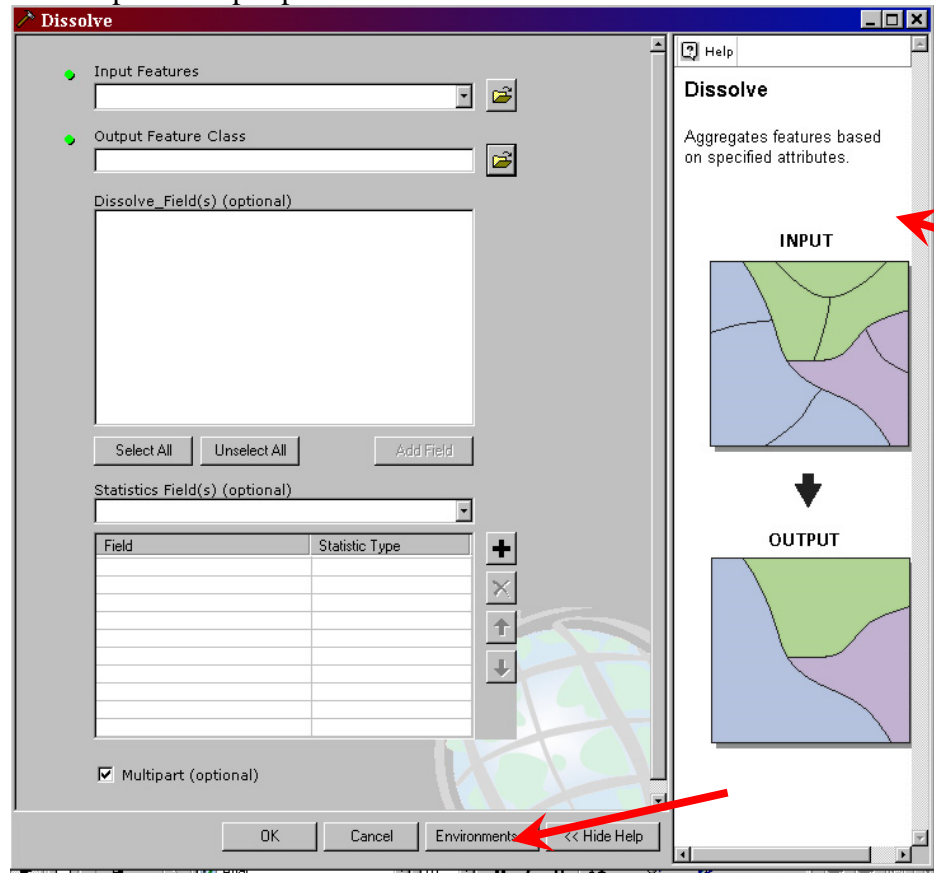 Dissolve
Input Features
Output Feature Class
Dissolve_Field(s) (optional)
Select All
Unselect All
Add Field
Statistics Field(s) (optional)
Field
Statistic Type
Multipart (optional)
OK
Cancel
Environments
<< Hide Help
Help
Dissolve
Aggregates features based
on specified attributes.
INPUT
OUTPUT